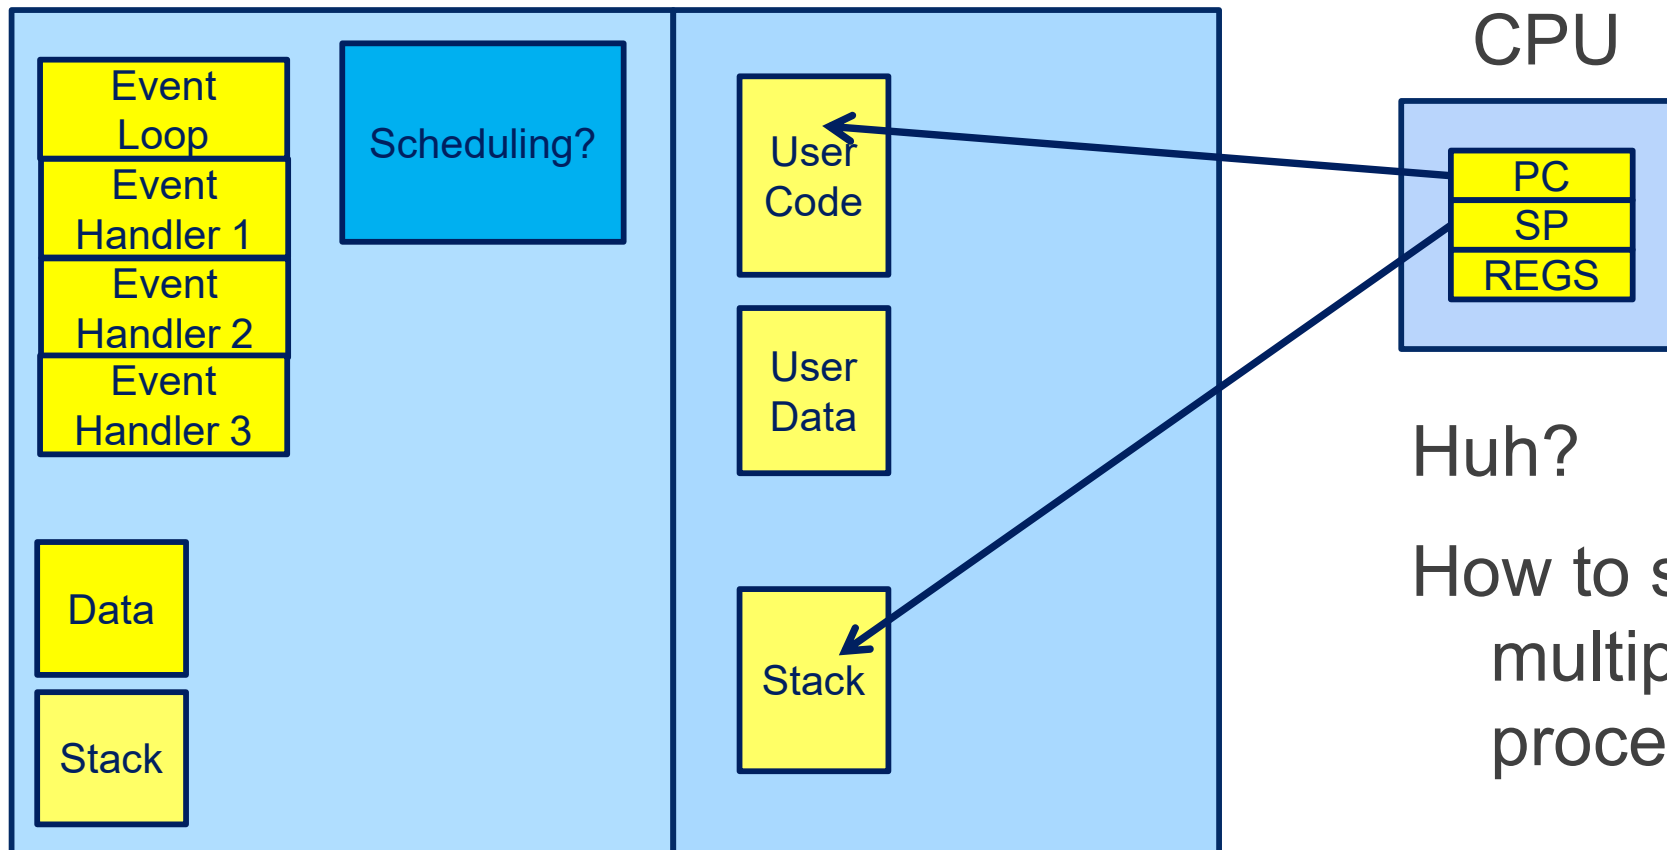 Event
Loop
Event
Handler 1
Event
Handler 2
Event
Handler 3
Scheduling?
Data
Stack
User
Code
User
Data
Stack
CPU
PC
SP
REGS
Huh?
How to